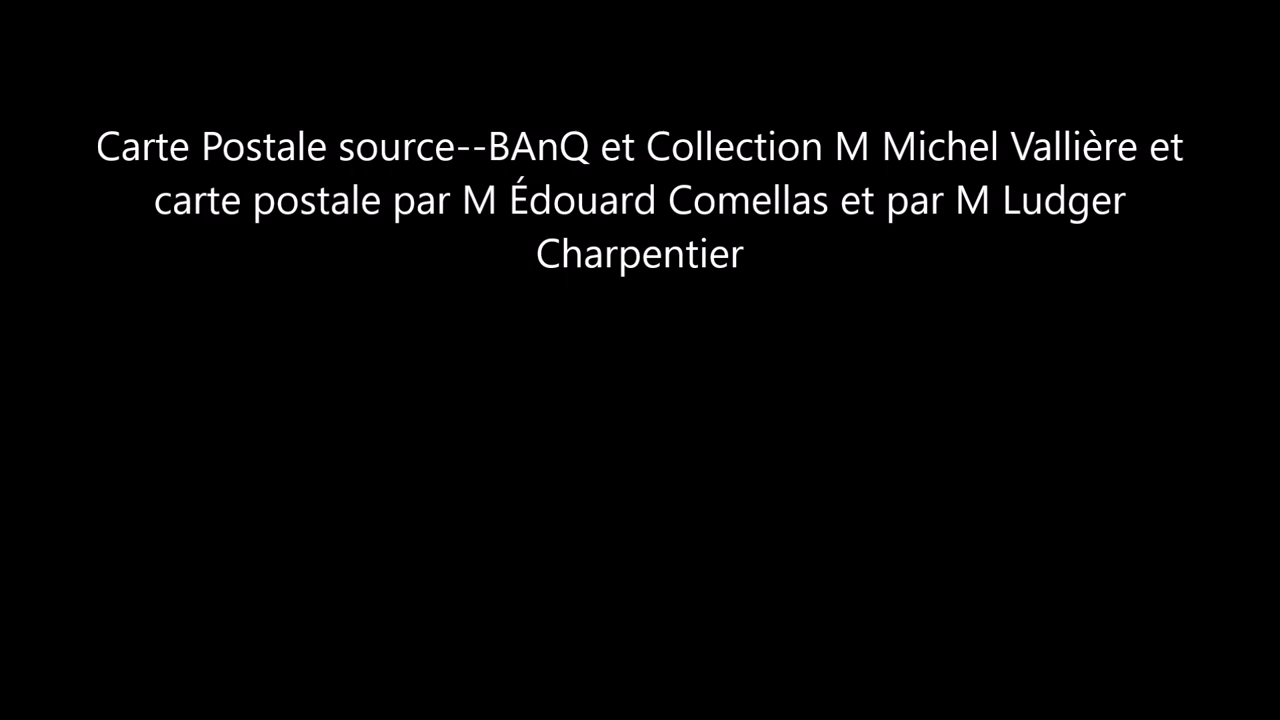 Carte Postale source--BAnQ et Collection M Michel Vallière et
carte postale par M Édouard Comellas et par M Ludger
Charpentier